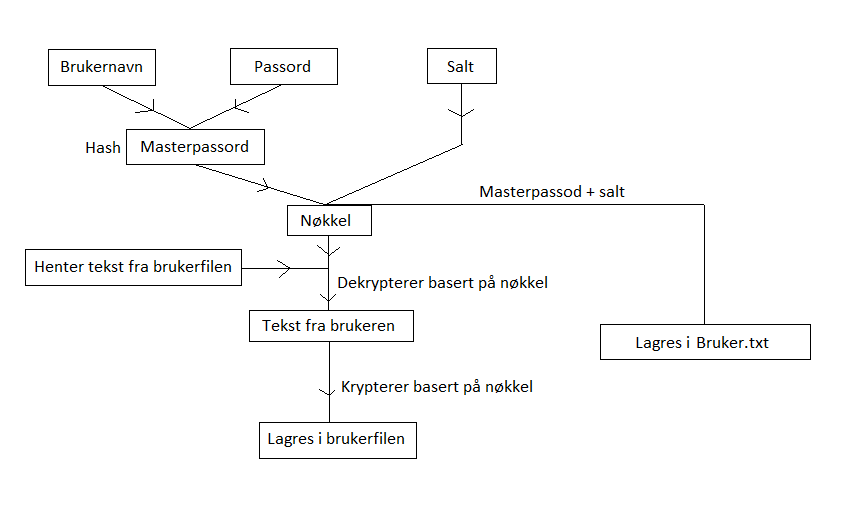 Brukernavn
Passord
Salt
Hash
Masterpassord
Masterpassod + salt
Nøkkel
Henter tekst fra brukerfilen
Dekrypterer basert på nøkkel
Tekst fra brukeren
Lagres i Bruker.txt
Krypterer basert på nøkkel
Lagres i brukerfilen